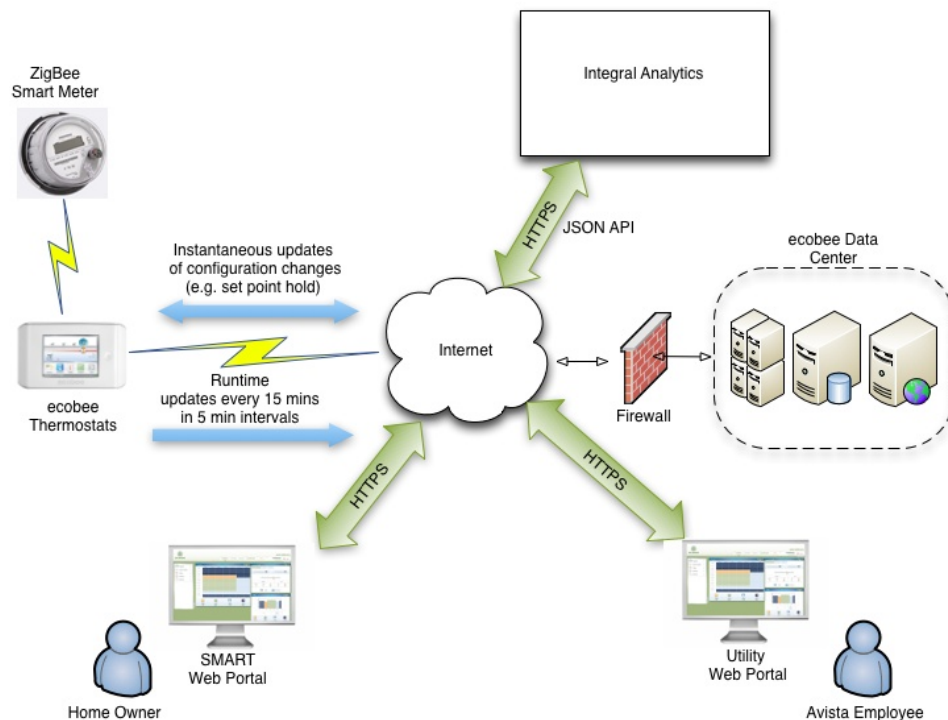 Integral Analytics
ZigBee
Smart Meter
HTTPS
JSON API
ecobee Data
Center
Instantaneous updates
of configuration changes
(e.g. set point hold)
Internet
Firewall
ecobee
Thermostats
Runtime
updates every 15 mins
in 5 min intervals
HTTPS
HTTPS
SMART
Web Portal
Utility
Web Portal
Home Owner
Avista Employee